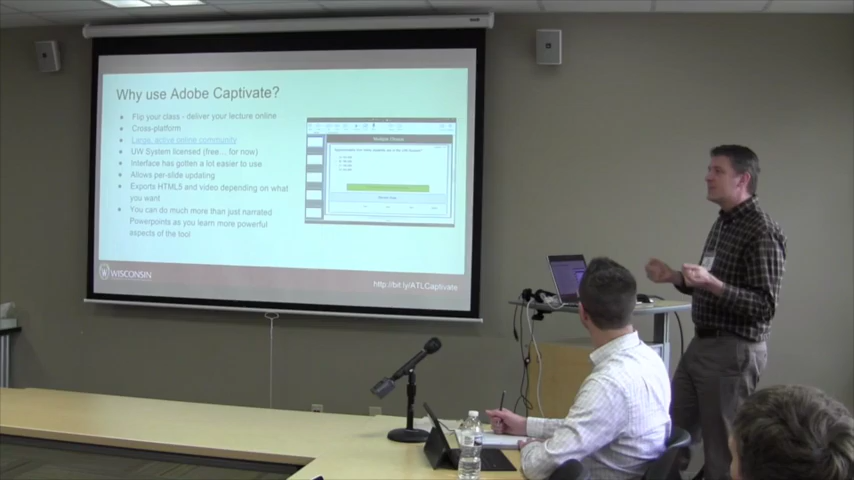 Why use Adobe Captivate?
Flip your class - deliver your lecture online
Cross-platform
Large, active online community
UW System licensed (free... for now)
Interface has gotten a lot easier to use
Allows per-slide updating
Exports HTML5 and video depending on what
you want
You can do much more than just narrated
Powerpoints as you learn more powerful
aspects of the tool
Multiple Choice
WISCONSIN
http://bit.ly/ATLCaptivate